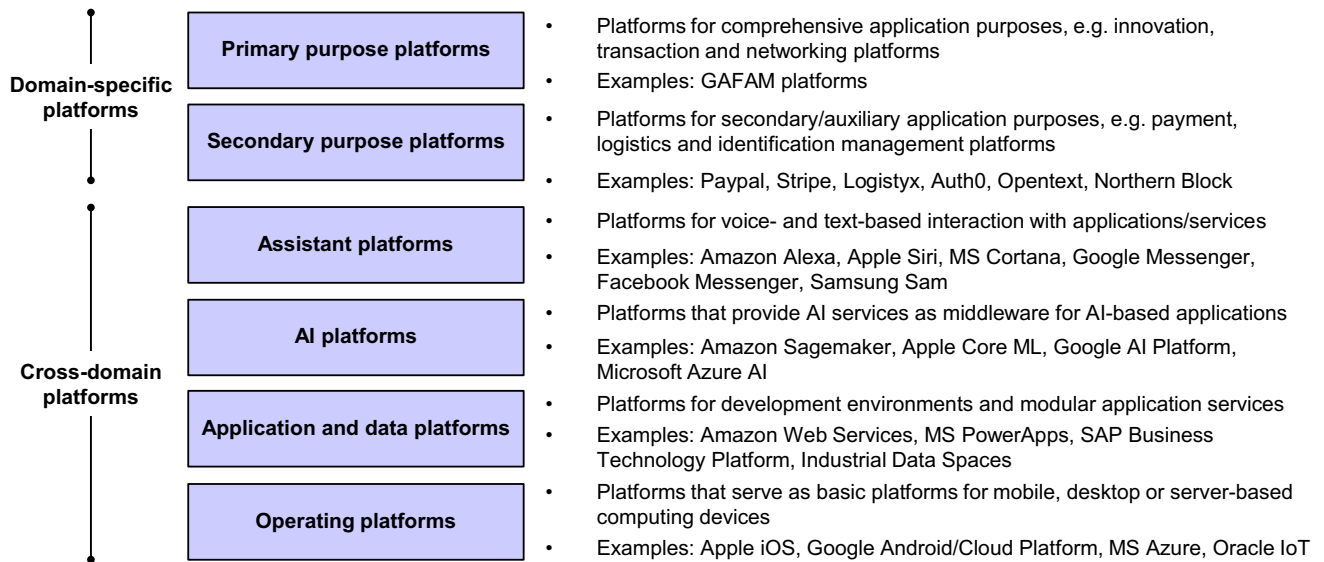 Domain-specific
platforms
Primary purpose platforms
• Platforms for comprehensive application purposes, e.g. innovation,
transaction and networking platforms
• Examples: GAFAM platforms
Secondary purpose platforms
• Platforms for secondary/auxiliary application purposes, e.g. payment,
logistics and identification management platforms
• Examples: Paypal, Stripe, Logistyx, Auth0, Opentext, Northern Block
Cross-domain
platforms
Assistant platforms
• Platforms for voice- and text-based interaction with applications/services
• Examples: Amazon Alexa, Apple Siri, MS Cortana, Google Messenger,
Facebook Messenger, Samsung Sam
AI platforms
• Platforms that provide AI services as middleware for AI-based applications
• Examples: Amazon Sagemaker, Apple Core ML, Google AI Platform,
Microsoft Azure AI
Application and data platforms
• Platforms for development environments and modular application services
• Examples: Amazon Web Services, MS PowerApps, SAP Business
Technology Platform, Industrial Data Spaces
Operating platforms
• Platforms that serve as basic platforms for mobile, desktop or server-based
computing devices
• Examples: Apple iOS, Google Android/Cloud Platform, MS Azure, Oracle IoT